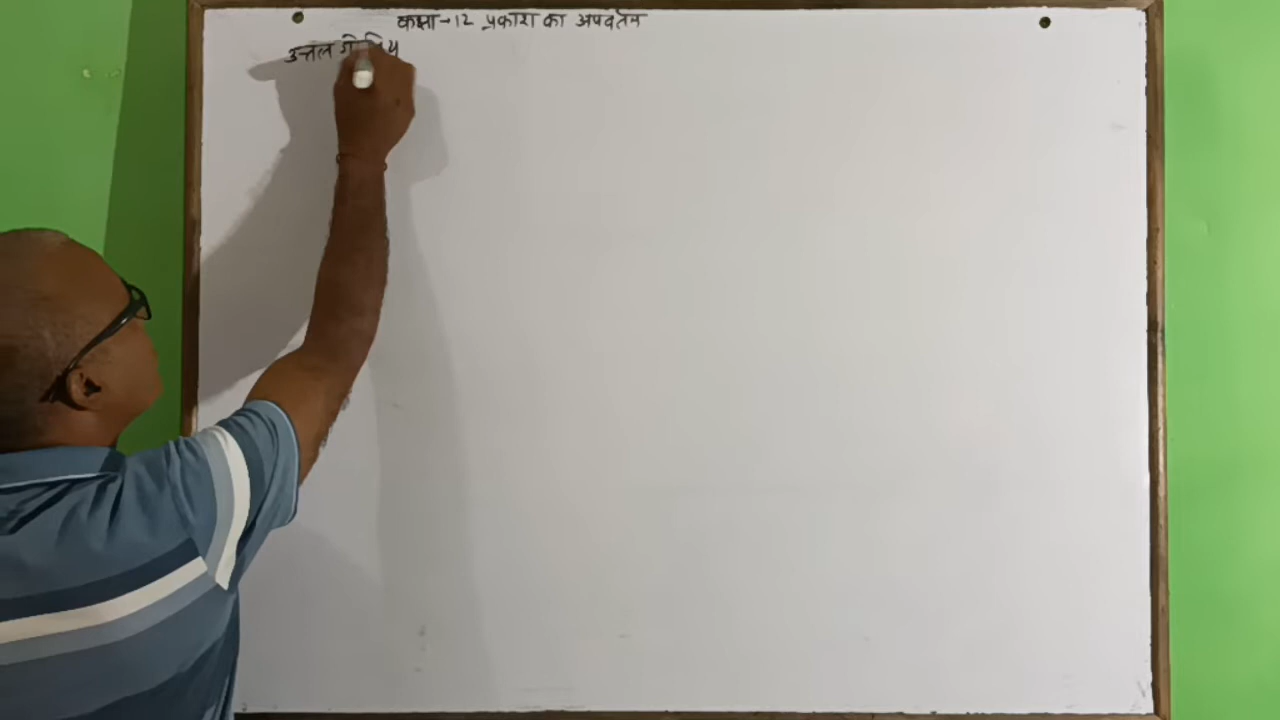 कक्षा-12 प्रकाश का अपवर्तन
उत्तल